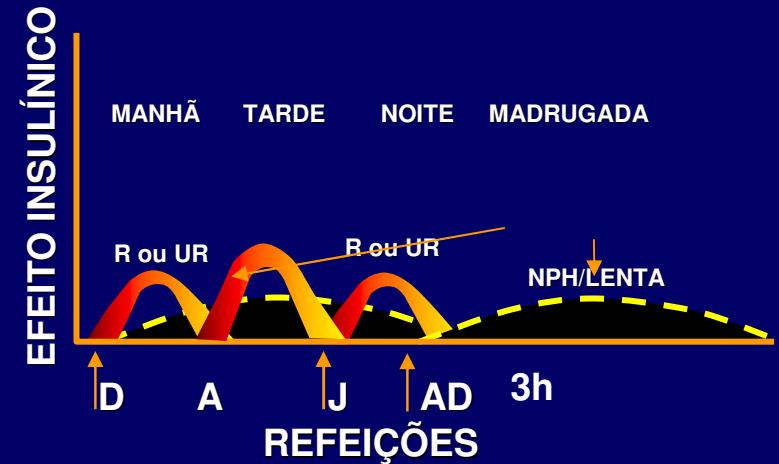 EFEITO INSULÍNICO
MANHÃ TARDE NOITE MADRUGADA
R ou UR R ou UR
NPH/LENTA
D A J AD 3h
REFEIÇÕES